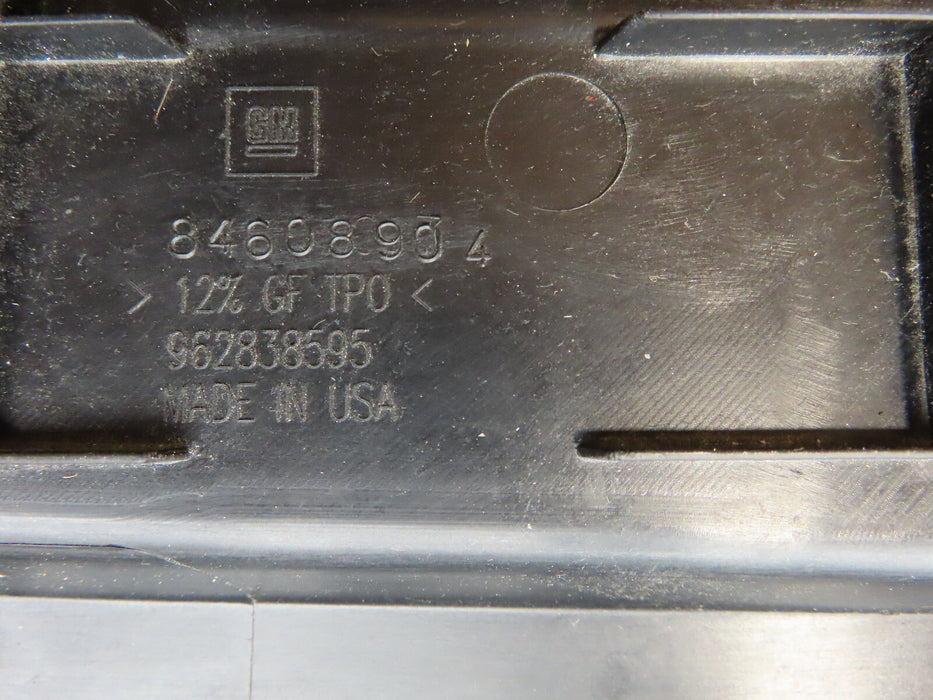 GM
84608904
> 12% GF TPO <
962838595
MADE IN USA